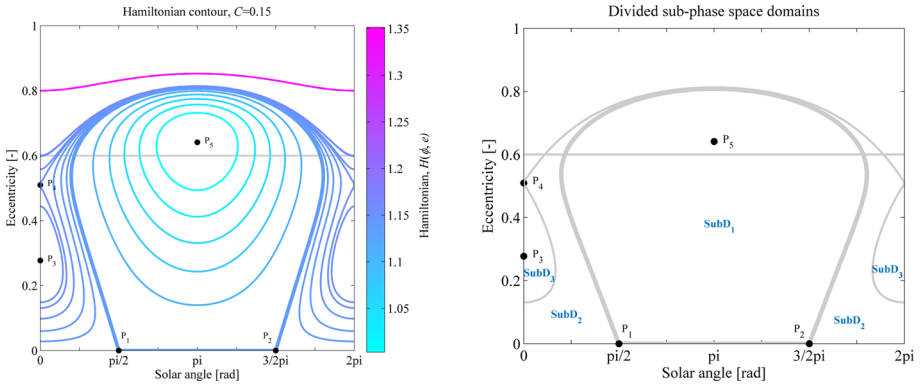 Hamiltonian contour, C=0.15
1
0.8
0.6
0.4
0.2
0
Eccentricity [-]
P5
P4
P3
P1
P2
0
pi/2
pi
3/2pi
2pi
Solar angle [rad]
1.35
1.30
1.25
1.20
1.15
1.10
1.05
Hamiltonian, H(ϕ, e)
Divided sub-phase space domains
1
0.8
0.6
0.4
0.2
0
Eccentricity [-]
P5
P4
SubD1
P3
SubD3
SubD3
SubD2
SubD2
P1
P2
0
pi/2
pi
3/2pi
2pi
Solar angle [rad]